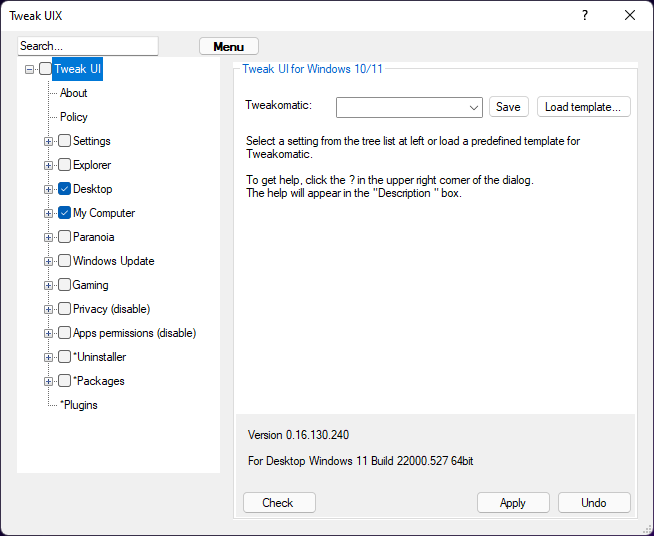 Tweak UIX
?
Search...
Menu
Tweak UI
About
Policy
Settings
Explorer
Desktop
My Computer
Paranoia
Windows Update
Gaming
Privacy (disable)
Apps permissions (disable)
*Uninstaller
*Packages
*Plugins
Tweak UI for Windows 10/11
Tweakomatic:
Save
Load template...
Select a setting from the tree list at left or load a predefined template for
Tweakomatic.
To get help, click the ? in the upper right corner of the dialog.
The help will appear in the "Description " box.
Version 0.16.130.240
For Desktop Windows 11 Build 22000.527 64bit
Check
Apply
Undo